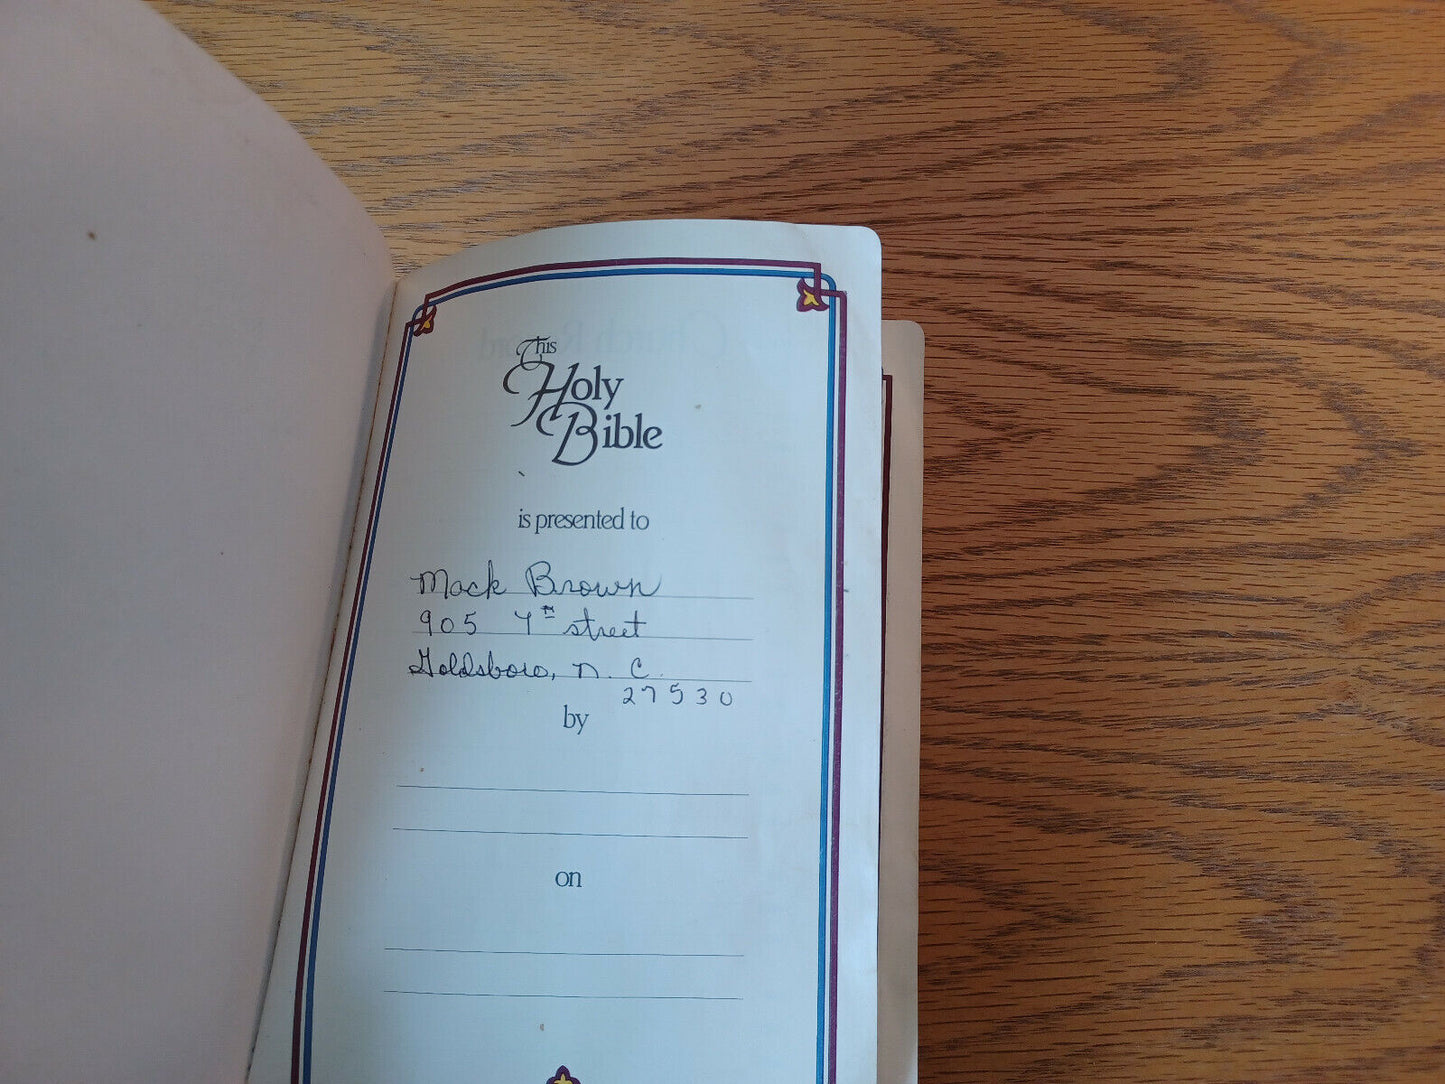 This
Holy
Bible
is presented to
Mack Brown
905 4th street
Goldsboro, N. C.
27530
by
on